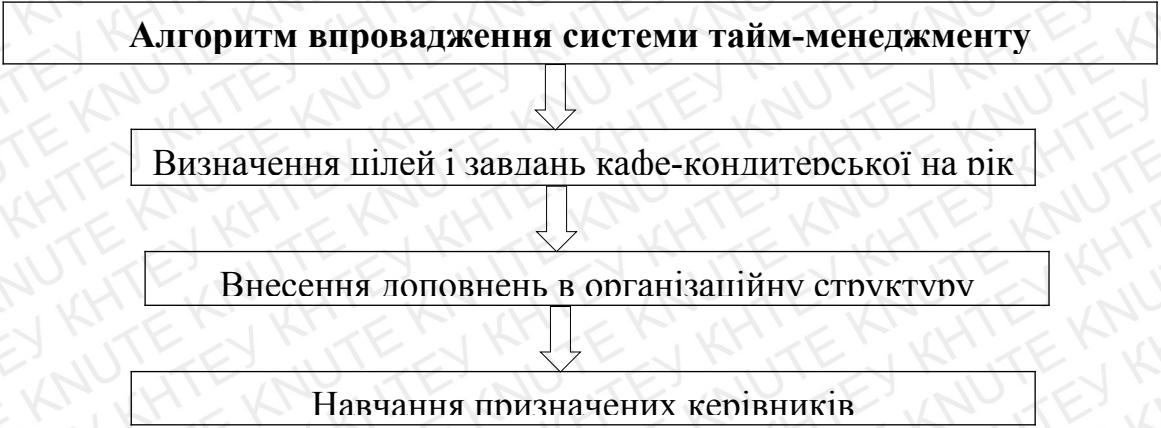 Алгоритм впровадження системи тайм-менеджменту
Визначення цілей і завдань кафе-кондитерської на рік
Внесення доповнень в організаційну структуру
Навчання призначених керівників